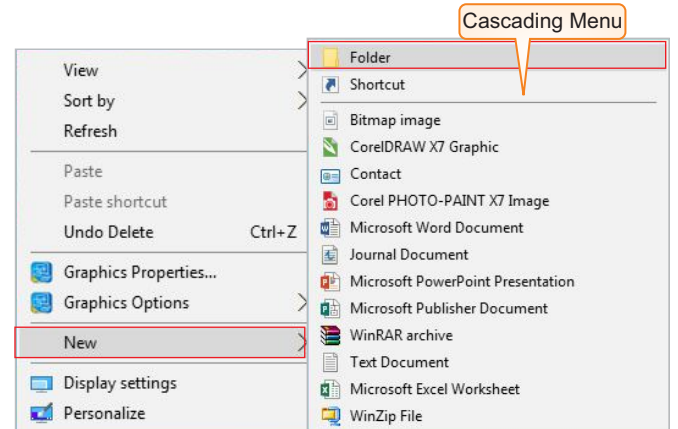 Cascading Menu
View
Sort by
Refresh
Paste
Paste shortcut
Undo Delete Ctrl+Z
Graphics Properties...
Graphics Options
New
Display settings
Personalize
Folder
Shortcut
Bitmap image
CorelDRAW X7 Graphic
Contact
Corel PHOTO-PAINT X7 Image
Microsoft Word Document
Journal Document
Microsoft PowerPoint Presentation
Microsoft Publisher Document
WinRAR archive
Text Document
Microsoft Excel Worksheet
WinZip File